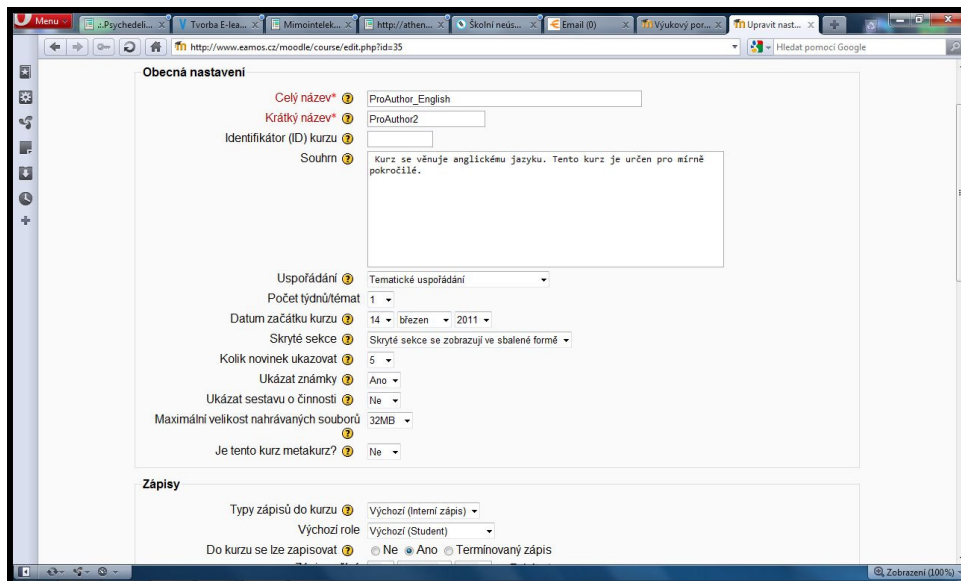 Menu
.:.Psychedeli...
Tvorba E-lea...
Mimointelek...
http://athen...
Školní neús...
Email (0)
Výukový por...
Upravit nast...
http://www.eamos.cz/moodle/course/edit.php?id=35
Hledat pomocí Google
Obecná nastavení
Celý název* ProAuthor_English
Krátký název* ProAuthor2
Identifikátor (ID) kurzu
Souhrn Kurz se věnuje anglickému jazyku. Tento kurz je určen pro mírně
pokročilé.
Uspořádání Tematické uspořádání
Počet týdnů/témat 1
Datum začátku kurzu 14 březen 2011
Skryté sekce Skryté sekce se zobrazují ve sbalené formě
Kolik novinek ukazovat 5
Ukázat známky Ano
Ukázat sestavu o činnosti Ne
Maximální velikost nahrávaných souborů 32MB
Je tento kurz metakurz? Ne
Zápisy
Typy zápisů do kurzu Výchozí (Interní zápis)
Výchozí role Výchozí (Student)
Do kurzu se lze zapisovat Ne Ano Termínovaný zápis
Zobrazení (100%)